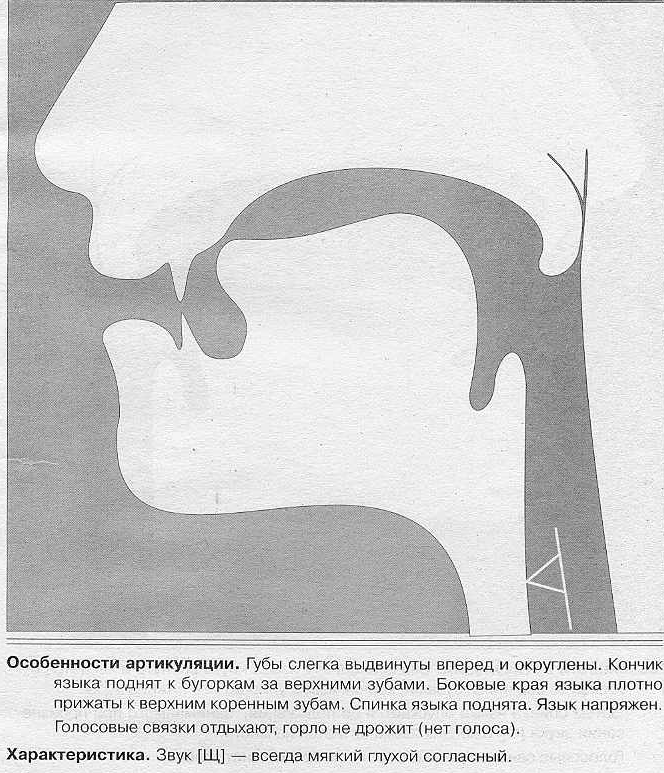 Особенности артикуляции. Губы слегка выдвинуты вперед и округлены. Кончик
языка поднят к бугоркам за верхними зубами. Боковые края языка плотно
прижаты к верхним коренным зубам. Спинка языка поднята. Язык напряжен.
Голосовые связки отдыхают, горло не дрожит (нет голоса).
Характеристика. Звук [Щ] — всегда мягкий глухой согласный.